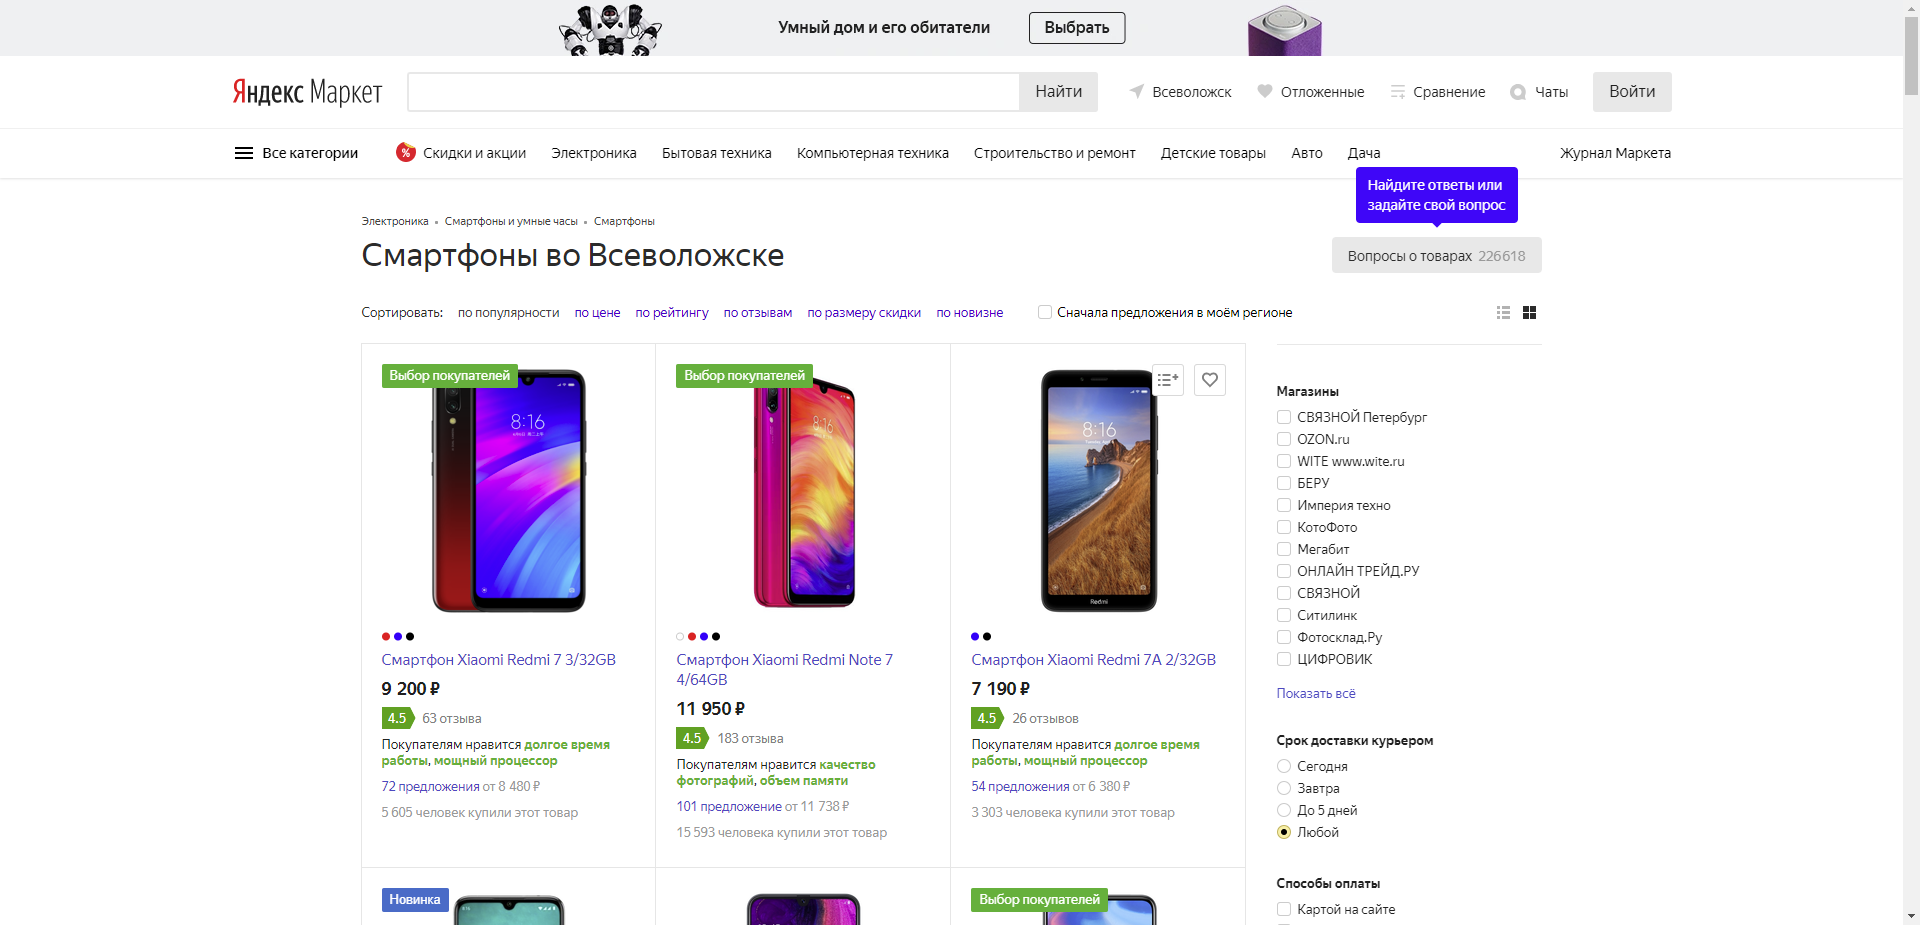 Умный дом и его обитатели
Выбрать
Яндекс Маркет
Найти
Всеволожск
Отложенные
Сравнение
Чаты
Войти
Все категории
%
Скидки и акции
Электроника
Бытовая техника
Компьютерная техника
Строительство и ремонт
Детские товары
Авто
Дача
Журнал Маркета
Найдите ответы или
задайте свой вопрос
Электроника • Смартфоны и умные часы • Смартфоны
Смартфоны во Всеволожске
Вопросы о товарах 226618
Сортировать: по популярности по цене по рейтингу по отзывам по размеру скидки по новизне
Сначала предложения в моём регионе
Выбор покупателей
8:16
Смартфон Xiaomi Redmi 7 3/32GB
9 200 ₽
4.5 63 отзыва
Покупателям нравится долгое время
работы, мощный процессор
72 предложения от 8 480 ₽
5 605 человек купили этот товар
Выбор покупателей
8:16
Смартфон Xiaomi Redmi Note 7
4/64GB
11 950 ₽
4.5 183 отзыва
Покупателям нравится качество
фотографий, объем памяти
101 предложение от 11 738 ₽
15 593 человека купили этот товар
8:16
Redmi
Смартфон Xiaomi Redmi 7A 2/32GB
7 190 ₽
4.5 26 отзывов
Покупателям нравится долгое время
работы, мощный процессор
54 предложения от 6 380 ₽
3 303 человек купили этот товар
Новинка
Выбор покупателей
Магазины
СВЯЗНОЙ Петербург
OZON.ru
WITE www.wite.ru
БЕРУ
Империя техно
КотоФото
Мегабит
ОНЛАЙН ТРЕЙД.РУ
СВЯЗНОЙ
Ситилинк
Фотосклад.Ру
ЦИФРОВИК
Показать всё
Срок доставки курьером
Сегодня
Завтра
До 5 дней
Любой
Способы оплаты
Картой на сайте